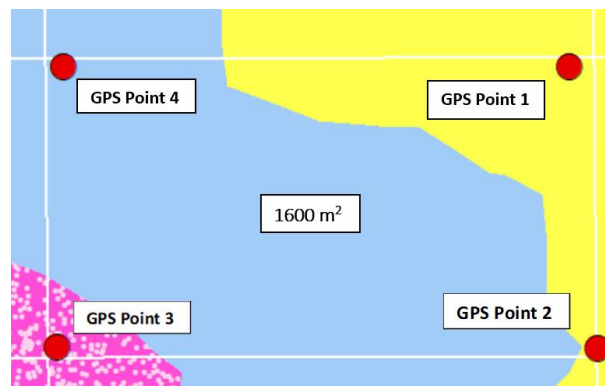 GPS Point 4
GPS Point 1
1600 m²
GPS Point 3
GPS Point 2